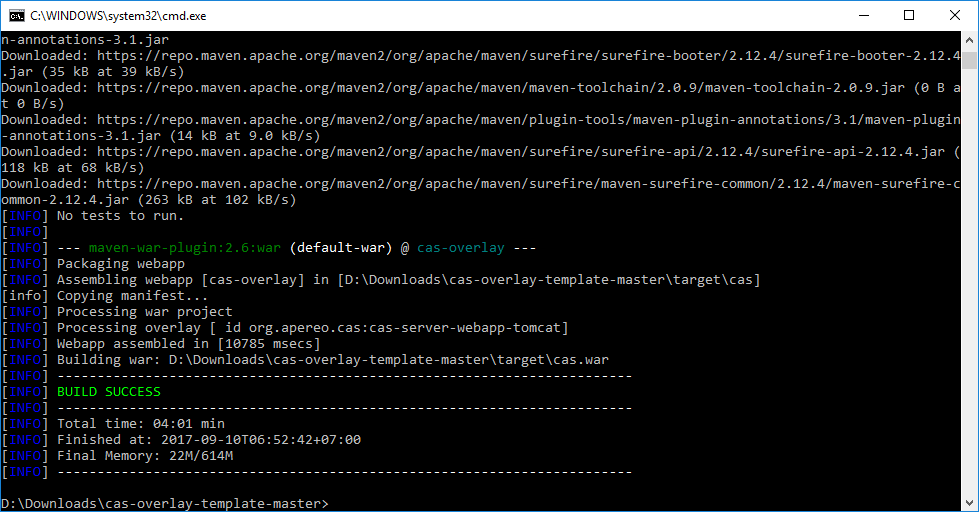 C:\WINDOWS\system32\cmd.exe
n-annotations-3.1.jar
Downloaded: https://repo.maven.apache.org/maven2/org/apache/maven/surefire/surefire-booter/2.12.4/surefire-booter-2.12.4
.jar (35 kB at 39 kB/s)
Downloaded: https://repo.maven.apache.org/maven2/org/apache/maven/maven-toolchain/2.0.9/maven-toolchain-2.0.9.jar (0 B a
t 0 B/s)
Downloaded: https://repo.maven.apache.org/maven2/org/apache/maven/plugin-tools/maven-plugin-annotations/3.1/maven-plugin
-annotations-3.1.jar (14 kB at 9.0 kB/s)
Downloaded: https://repo.maven.apache.org/maven2/org/apache/maven/surefire/surefire-api/2.12.4/surefire-api-2.12.4.jar (
118 kB at 68 kB/s)
Downloaded: https://repo.maven.apache.org/maven2/org/apache/maven/surefire/maven-surefire-common/2.12.4/maven-surefire-c
ommon-2.12.4.jar (263 kB at 102 kB/s)
[INFO] No tests to run.
[INFO]
[INFO] --- maven-war-plugin:2.6:war (default-war) @ cas-overlay ---
[INFO] Packaging webapp
[INFO] Assembling webapp [cas-overlay] in [D:\Downloads\cas-overlay-template-master\target\cas]
[info] Copying manifest...
[INFO] Processing war project
[INFO] Processing overlay [ id org.apereo.cas:cas-server-webapp-tomcat]
[INFO] Webapp assembled in [10785 msecs]
[INFO] Building war: D:\Downloads\cas-overlay-template-master\target\cas.war
[INFO] ------------------------------------------------------------------------
[INFO] BUILD SUCCESS
[INFO] ------------------------------------------------------------------------
[INFO] Total time: 04:01 min
[INFO] Finished at: 2017-09-10T06:52:42+07:00
[INFO] Final Memory: 22M/614M
[INFO] ------------------------------------------------------------------------
D:\Downloads\cas-overlay-template-master>